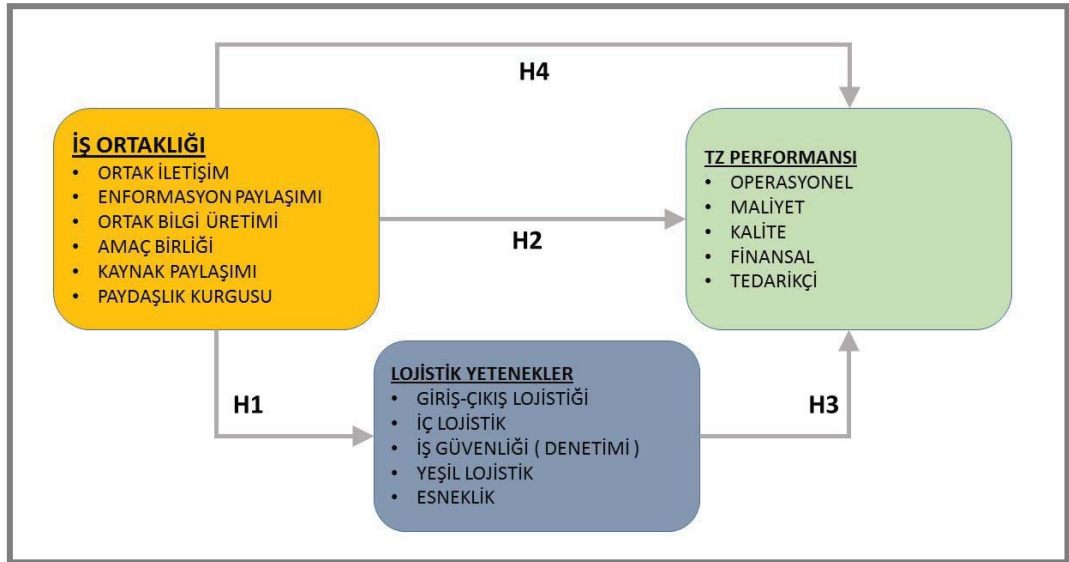 H4
İŞ ORTAKLIĞI
• ORTAK İLETİŞİM
• ENFORMASYON PAYLAŞIMI
• ORTAK BİLGİ ÜRETİMİ
• AMAÇ BİRLİĞİ
• KAYNAK PAYLAŞIMI
• PAYDAŞLIK KURGUSU
H2
TZ PERFORMANSI
• OPERASYONEL
• MALİYET
• KALİTE
• FİNANSAL
• TEDARİKÇİ
H1
LOJİSTİK YETENEKLER
• GİRİŞ-ÇIKIŞ LOJİSTİĞİ
• İÇ LOJİSTİK
• İŞ GÜVENLİĞİ ( DENETİMİ )
• YEŞİL LOJİSTİK
• ESNEKLİK
H3